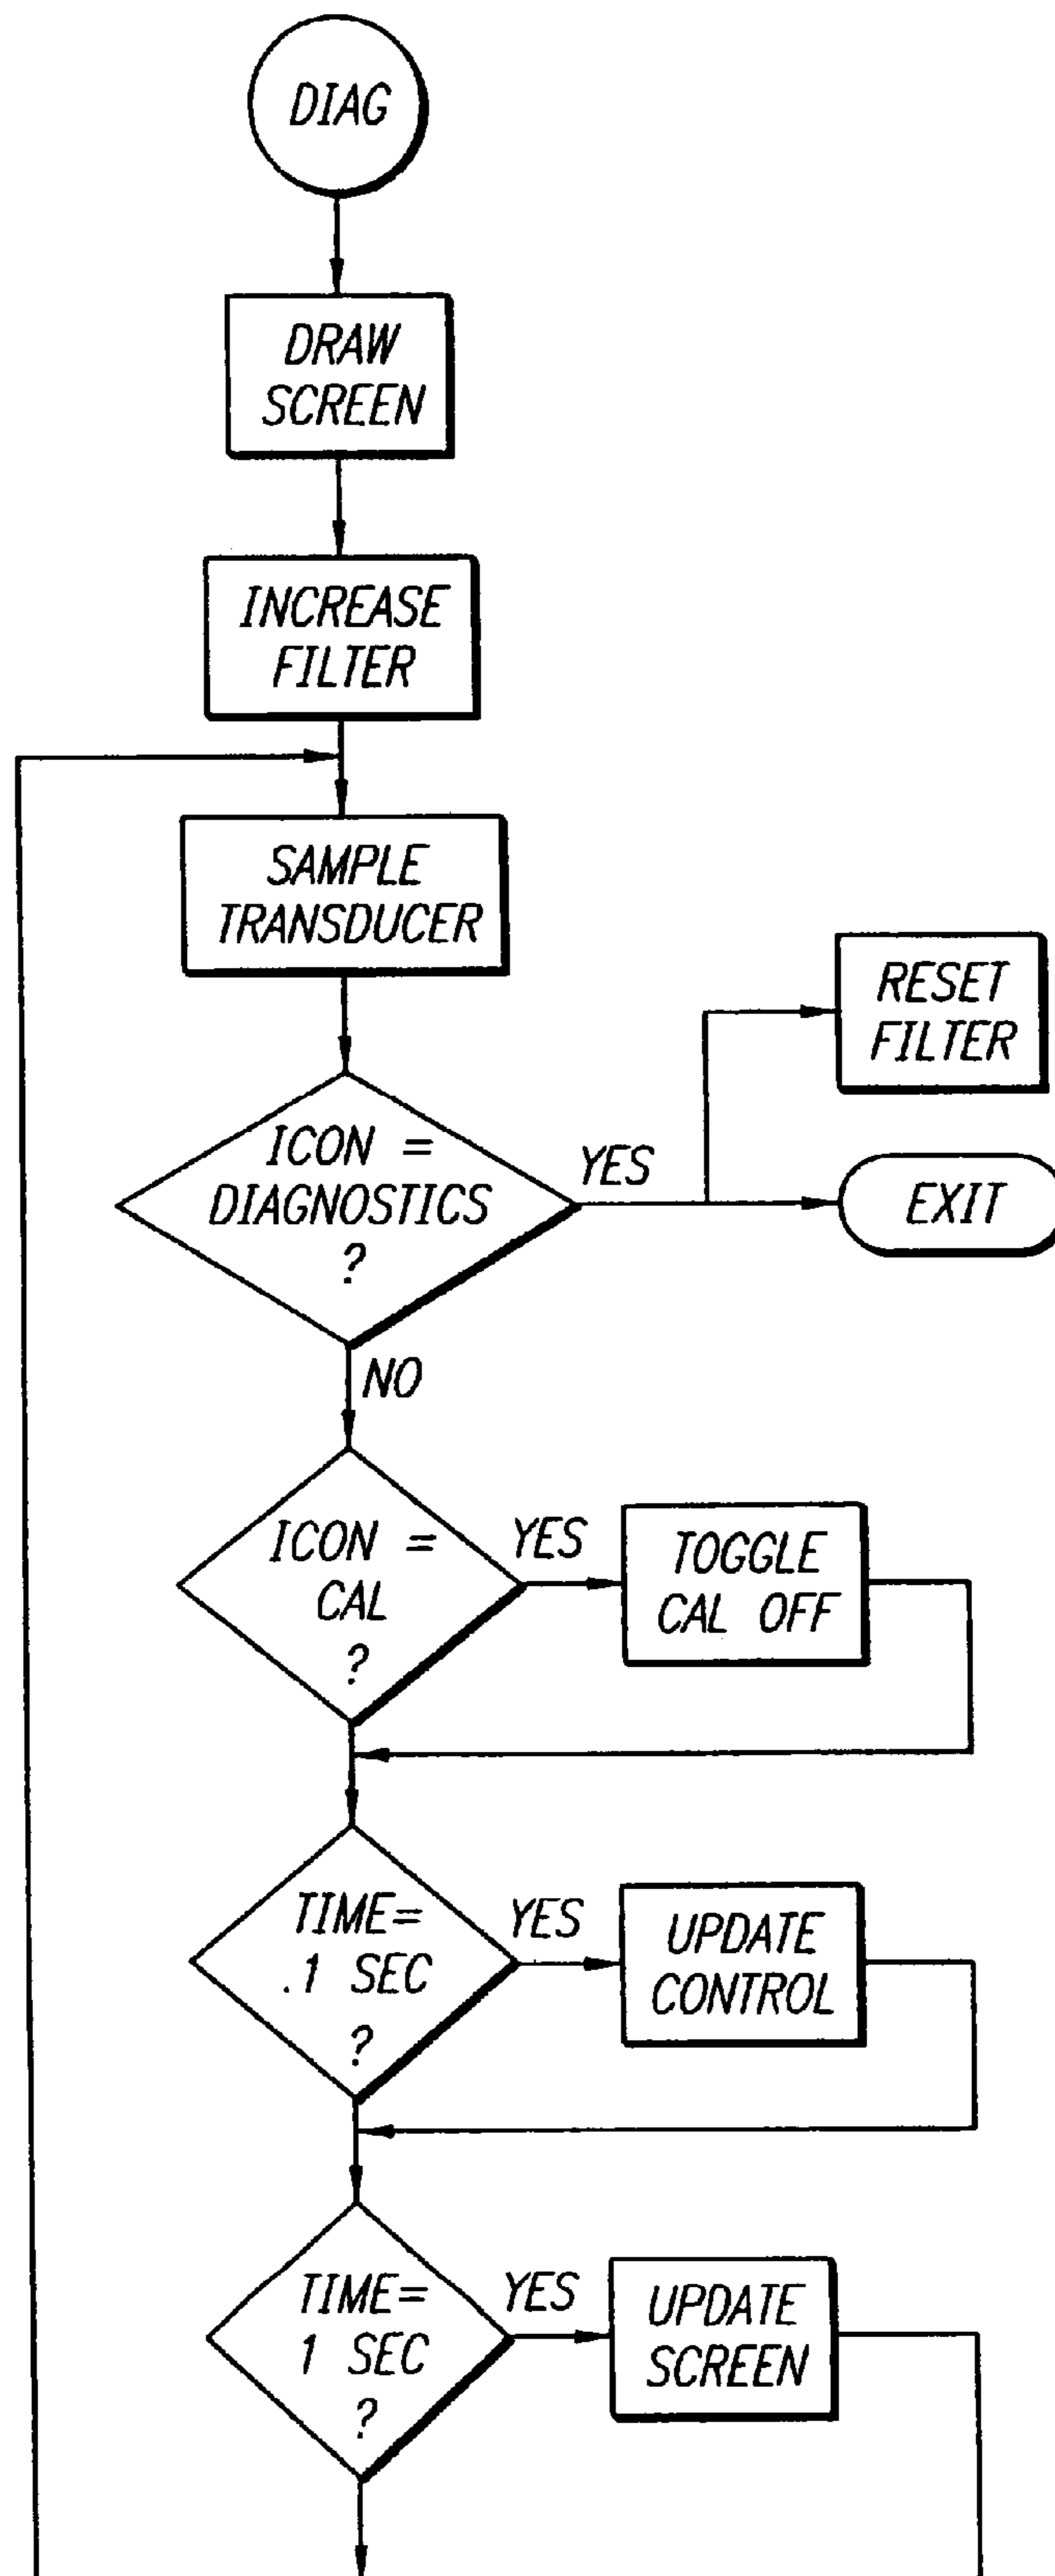 DIAG
DRAW
SCREEN
INCREASE
FILTER
SAMPLE
TRANSDUCER
RESET
FILTER
ICON =
DIAGNOSTICS
?
YES
EXIT
NO
ICON =
CAL
?
YES
TOGGLE
CAL OFF
TIME=
.1 SEC
?
YES
UPDATE
CONTROL
TIME=
1 SEC
?
YES
UPDATE
SCREEN